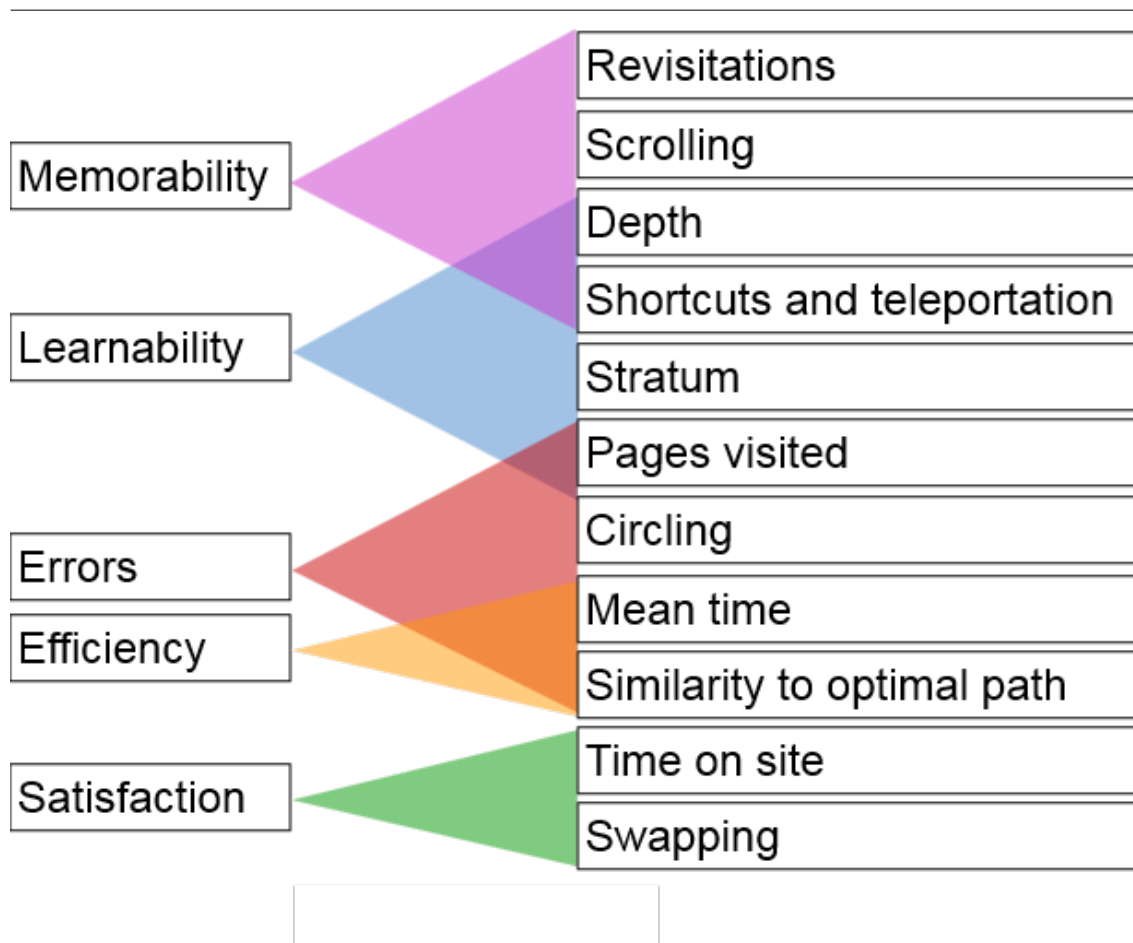 Memorability
Learnability
Errors
Efficiency
Satisfaction
Revisitations
Scrolling
Depth
Shortcuts and teleportation
Stratum
Pages visited
Circling
Mean time
Similarity to optimal path
Time on site
Swapping